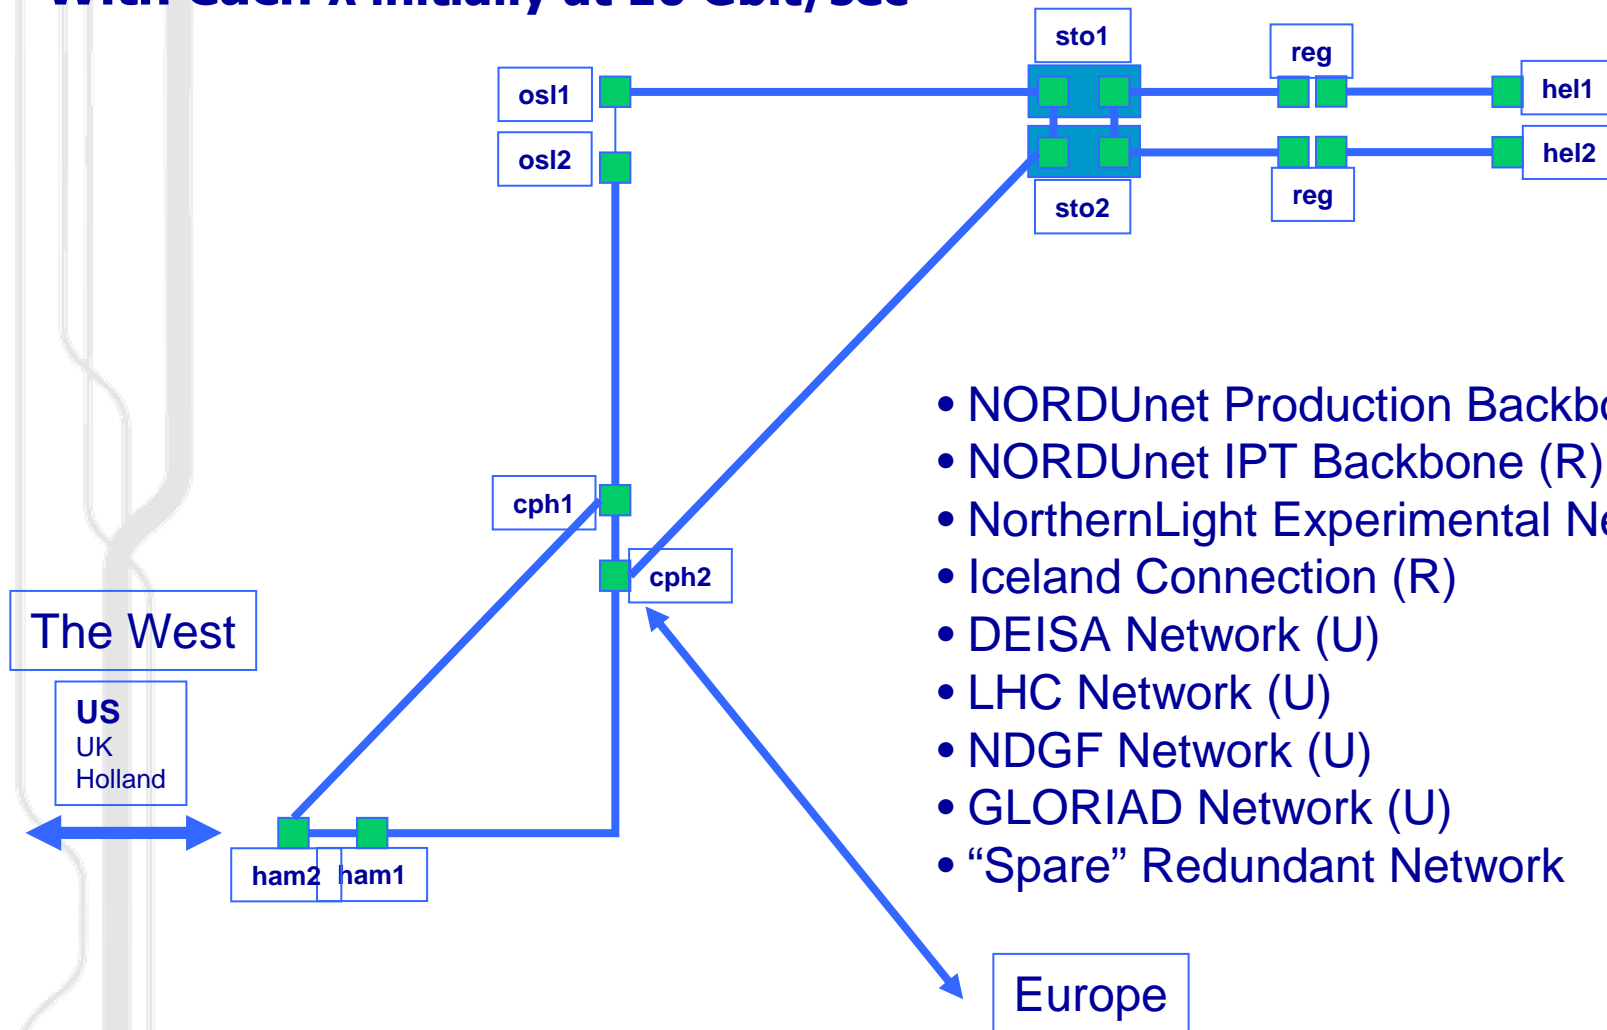 sto1
reg
osl1
hel1
osl2
hel2
reg
sto2
• NORDUnet Production
• NORDUnet IPT Backbone (R)
cph1
• NorthernLight Experimental
cph2
• Iceland Connection (R)
The West
• DEISA Network (U)
• LHC Network (U)
US
UK
Holland
• NDGF Network (U)
• GLORIAD Network (U)
ham2
ham1
• “Spare” Redundant Network
Europe